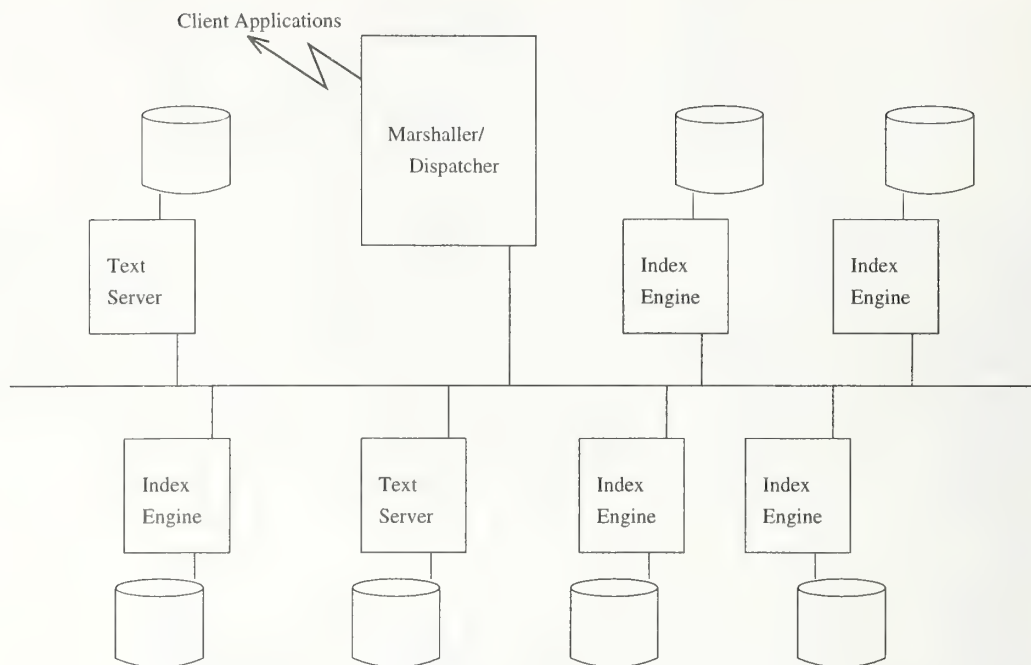 Client Applications
Marshaller/
Dispatcher
Text
Server
Index
Engine
Index
Engine
Index
Engine
Text
Server
Index
Engine
Index
Engine